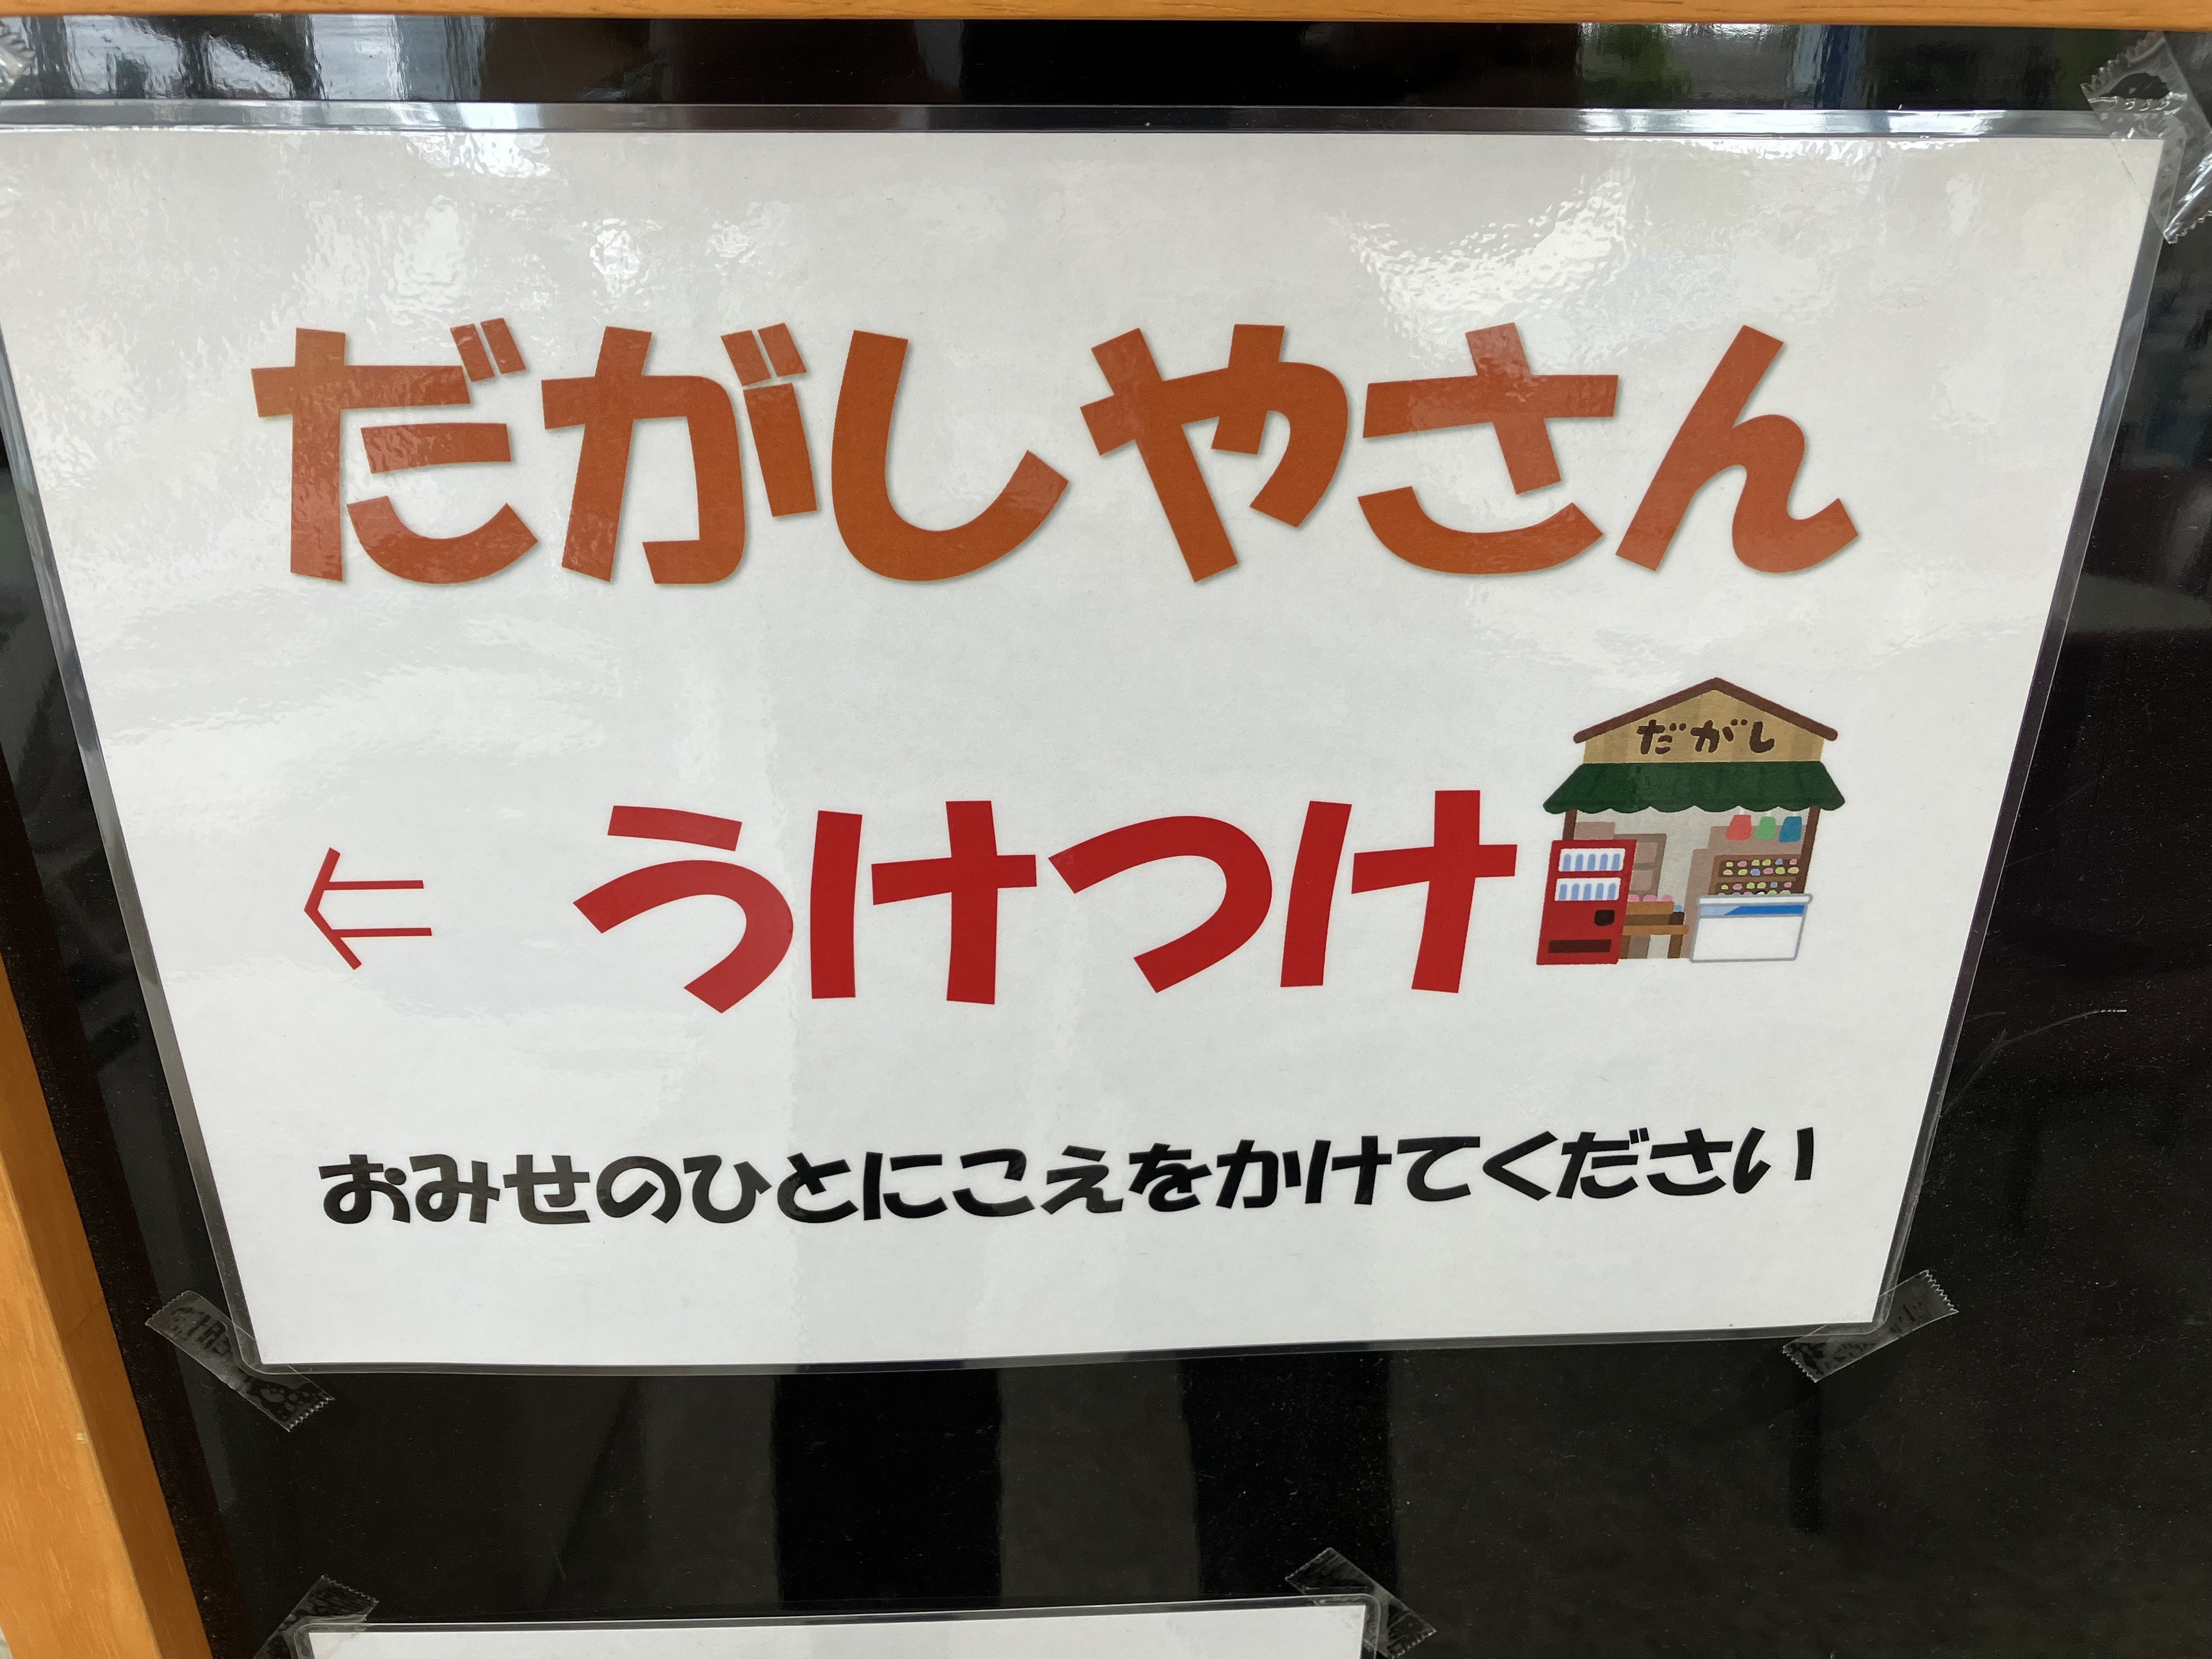 だがしやさん
だがし
← うけつけ
おみせのひとにこえをかけてください